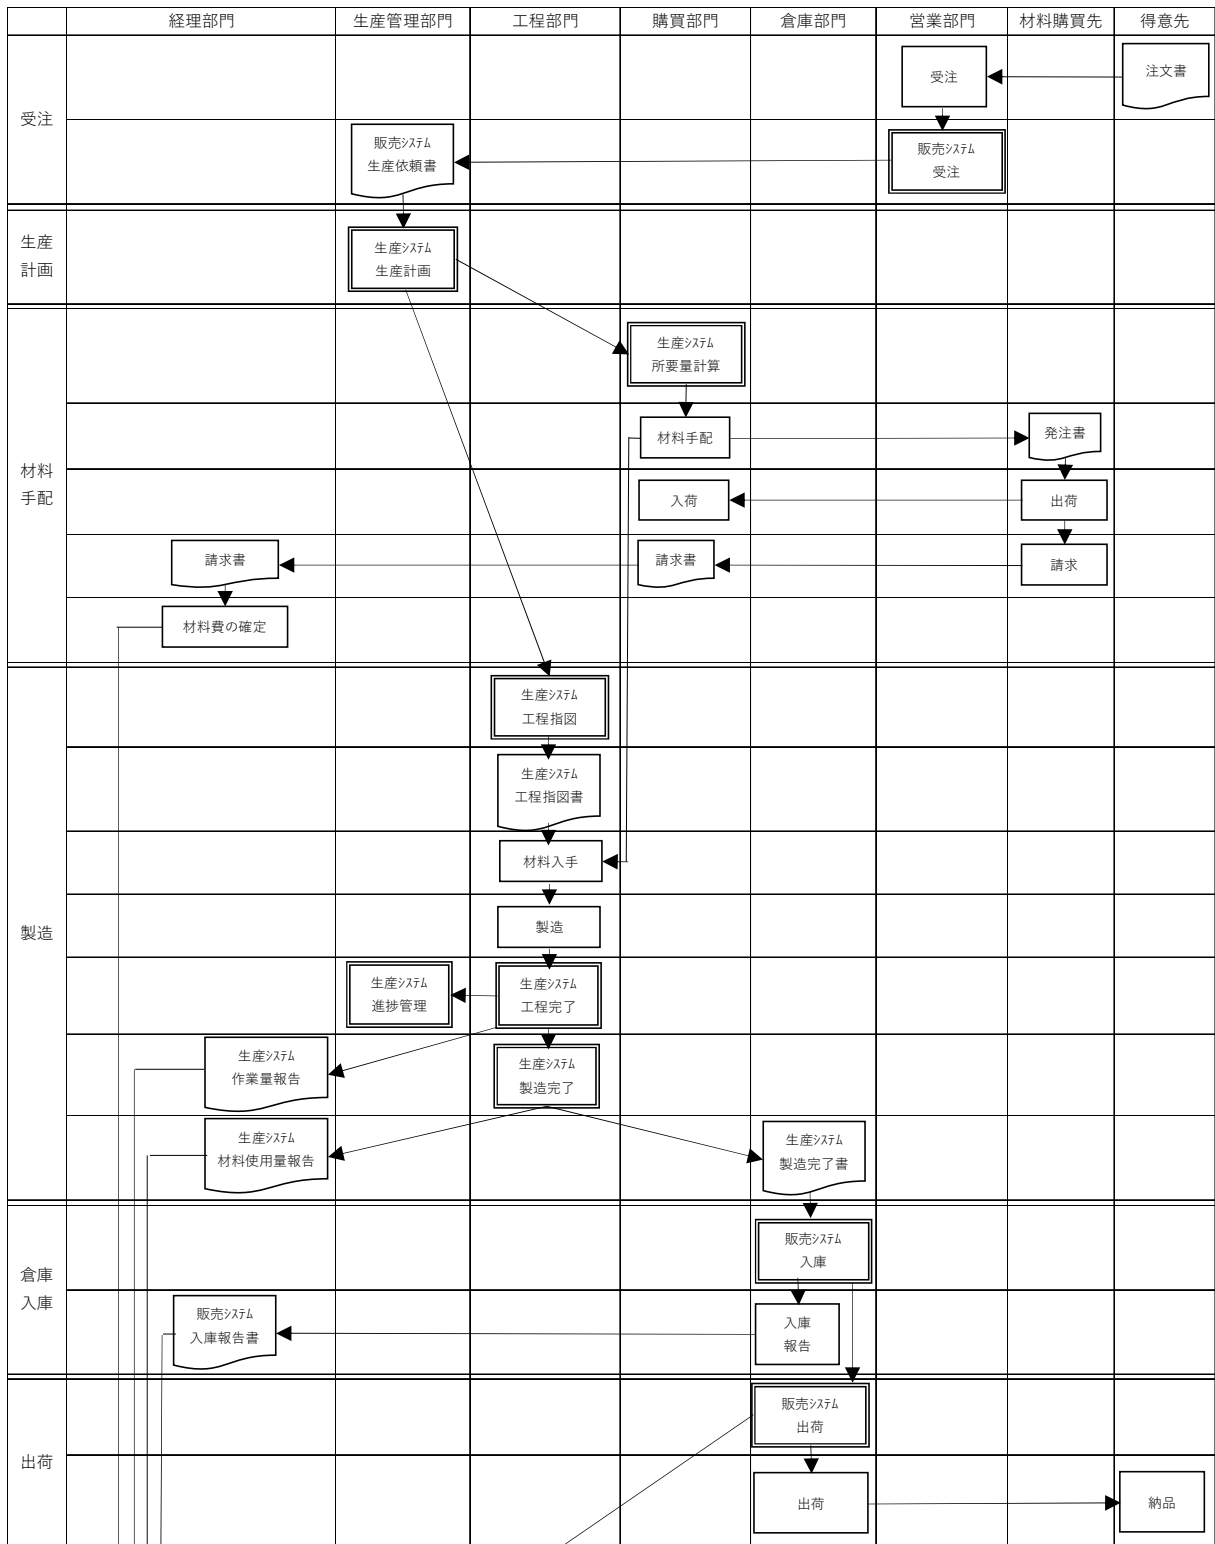 経理部門
生産管理部門
工程部門
購買部門
倉庫部門
営業部門
材料購買先
得意先
受注
受注
注文書
販売ｼｽﾃﾑ
生産依頼書
販売ｼｽﾃﾑ
受注
生産
計画
生産ｼｽﾃﾑ
生産計画
材料
手配
生産ｼｽﾃﾑ
所要量計算
材料手配
発注書
入荷
出荷
請求書
請求書
請求
材料費の確定
製造
生産ｼｽﾃﾑ
工程指図
生産ｼｽﾃﾑ
工程指図書
材料入手
製造
生産ｼｽﾃﾑ
進捗管理
生産ｼｽﾃﾑ
工程完了
生産ｼｽﾃﾑ
作業量報告
生産ｼｽﾃﾑ
製造完了
生産ｼｽﾃﾑ
材料使用量報告
生産ｼｽﾃﾑ
製造完了書
倉庫
入庫
販売ｼｽﾃﾑ
入庫
販売ｼｽﾃﾑ
入庫報告書
入庫
報告
出荷
販売ｼｽﾃﾑ
出荷
出荷
納品